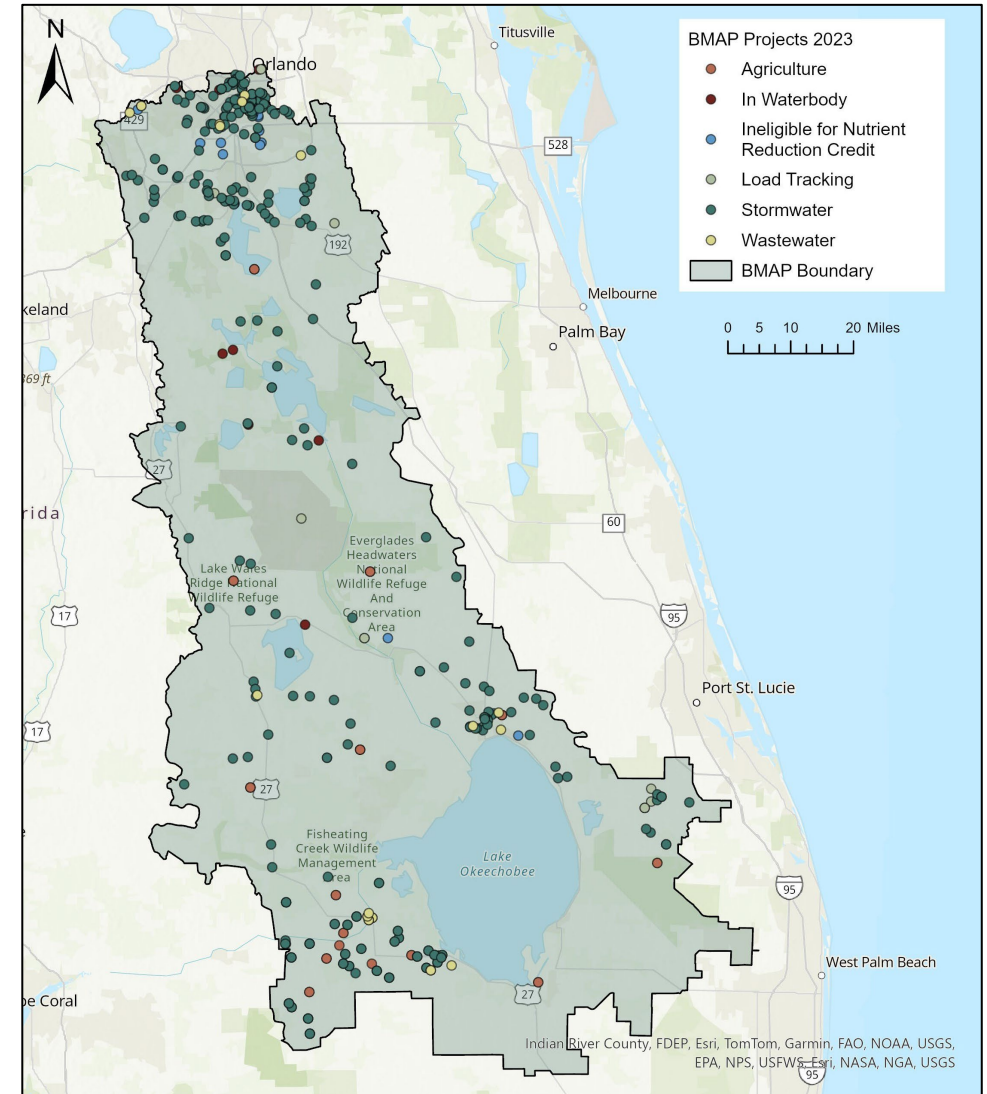 N
Titusville
Orlando
429
528
192
BMAP Projects 2023
Agriculture
In Waterbody
Ineligible for Nutrient
Reduction Credit
Load Tracking
Stormwater
Wastewater
BMAP Boundary
Melbourne
Palm Bay
0 5 10 20 Miles
keland
369 ft
27
rida
60
Everglades
Headwaters
National
Wildlife Refuge
And
Conservation
Area
Lake Wales
Ridge National
Wildlife Refuge
17
95
Port St. Lucie
17
27
Fisheating
Creek Wildlife
Management
Area
Lake
Okeechobee
95
West Palm Beach
27
pe Coral
Indian River County, FDEP, Esri, TomTom, Garmin, FAO, NOAA, USGS,
EPA, NPS, USFWS, Esri, NASA, NGA, USGS
95